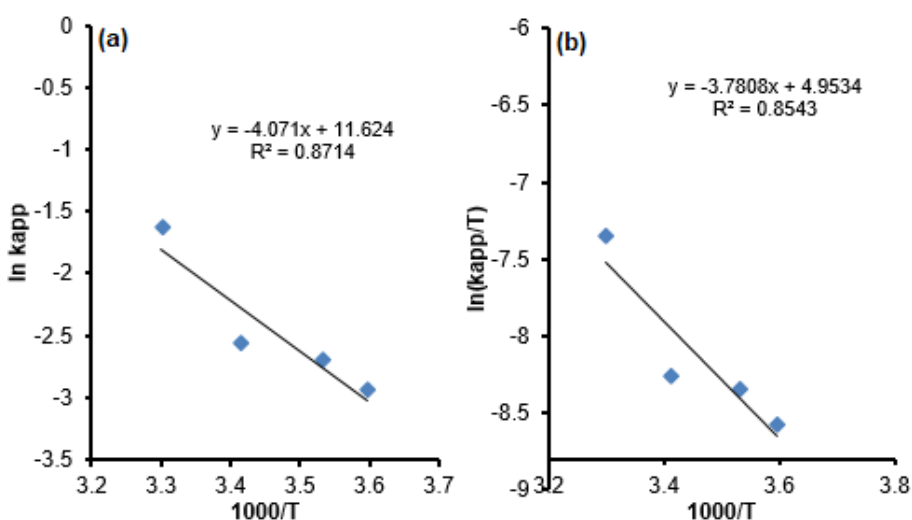 (a)
y = -4.071x + 11.624
R² = 0.8714
0
-0.5
-1
-1.5
-2
-2.5
-3
-3.5
3.2 3.3 3.4 3.5 3.6 3.7
1000/T
ln kapp
(b)
y = -3.7808x + 4.9534
R² = 0.8543
-6
-6.5
-7
-7.5
-8
-8.5
-9
3.2 3.4 3.6 3.8
1000/T
ln(kapp/T)